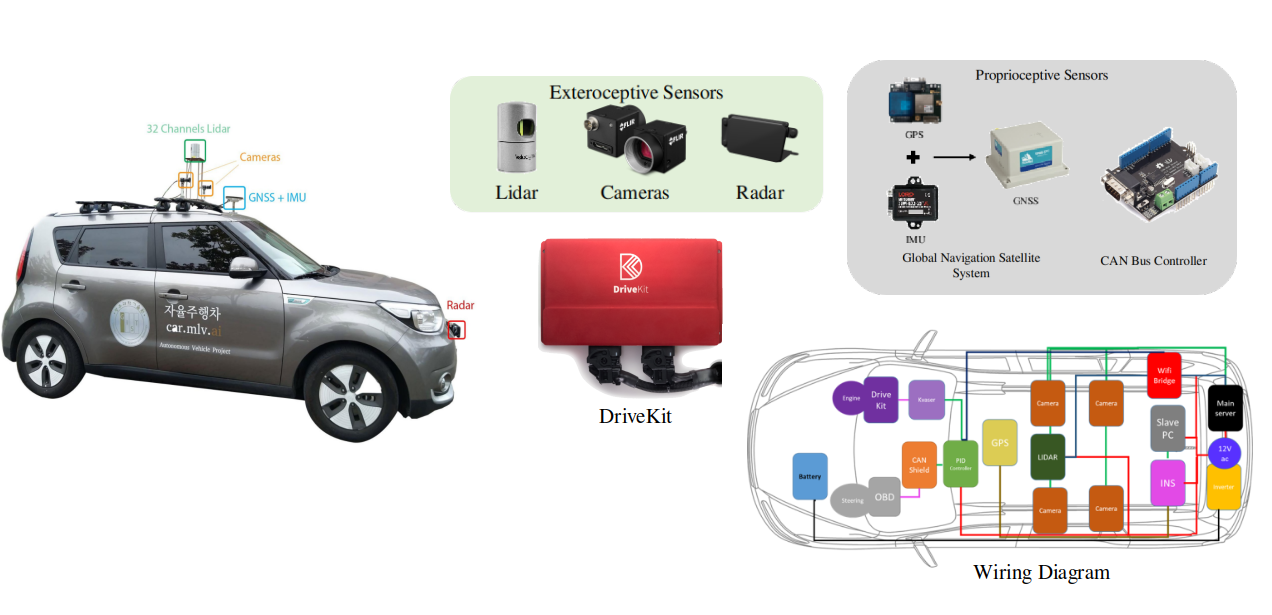 32 Channels Lidar
Cameras
GNSS + IMU
Radar
자율주행차
car.mlv.ai
Autonomous Vehicle Project
Exteroceptive Sensors
FLIR
FLIR
Velodyne
Lidar
Cameras
Radar
DriveKit
DriveKit
Proprioceptive Sensors
GPS
IMU
GNSS
Global Navigation Satellite
System
CAN Bus Controller
Engine
Drive
Kit
Kvaser
Camera
Camera
Wifi
Bridge
Main
server
Slave
PC
GPS
LIDAR
12V
ac
CAN
Shield
PID
Controller
INS
Inverter
Battery
Steering
OBD
Camera
Camera
Wiring Diagram